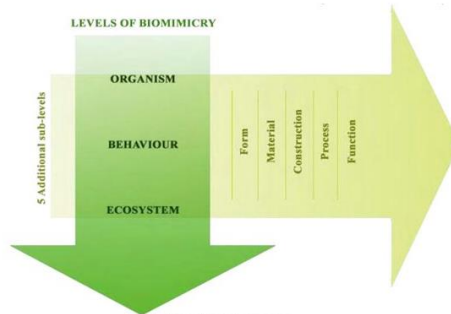 LEVELS OF BIOMIMICRY
ORGANISM
BEHAVIOUR
ECOSYSTEM
5 Additional sub-levels
Form
Material
Construction
Process
Function